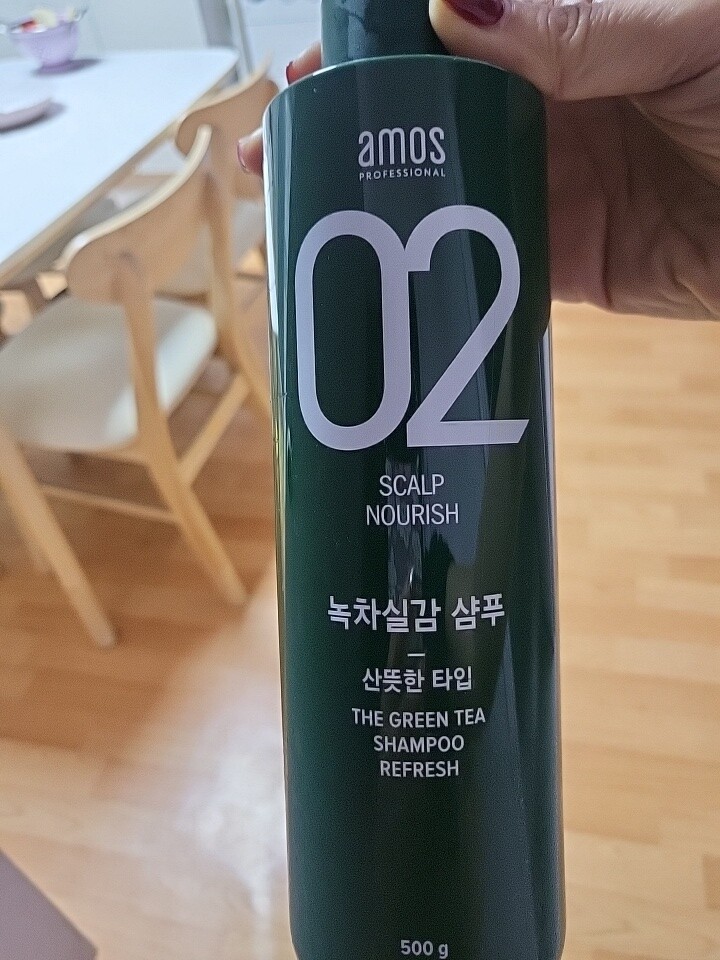 amos
PROFESSIONAL
02
SCALP
NOURISH
녹차실감 샴푸
산뜻한 타입
THE GREEN TEA
SHAMPOO
REFRESH
500 g